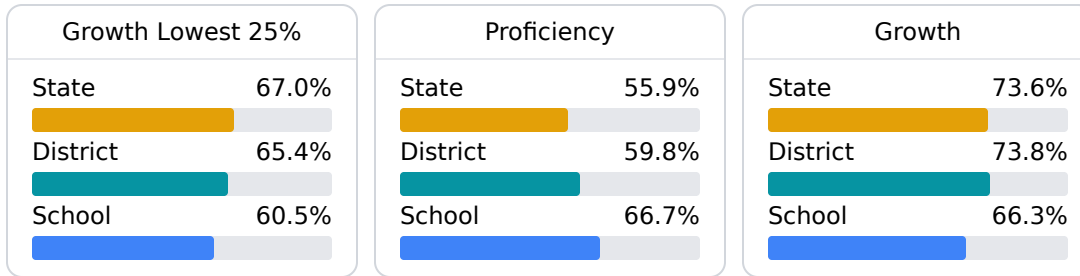 Growth Lowest 25%
State 67.0%
District 65.4%
School 60.5%
Proficiency
State 55.9%
District 59.8%
School 66.7%
Growth
State 73.6%
District 73.8%
School 66.3%